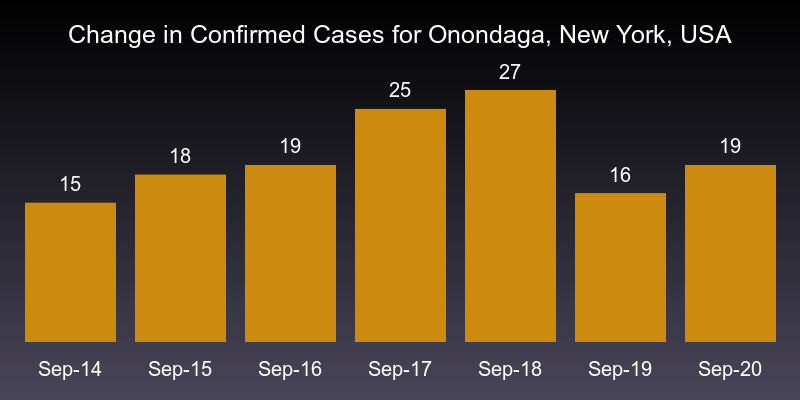 Change in Confirmed Cases for Onondaga, New York, USA
15 18 19 25 27 16 19
Sep-14 Sep-15 Sep-16 Sep-17 Sep-18 Sep-19 Sep-20